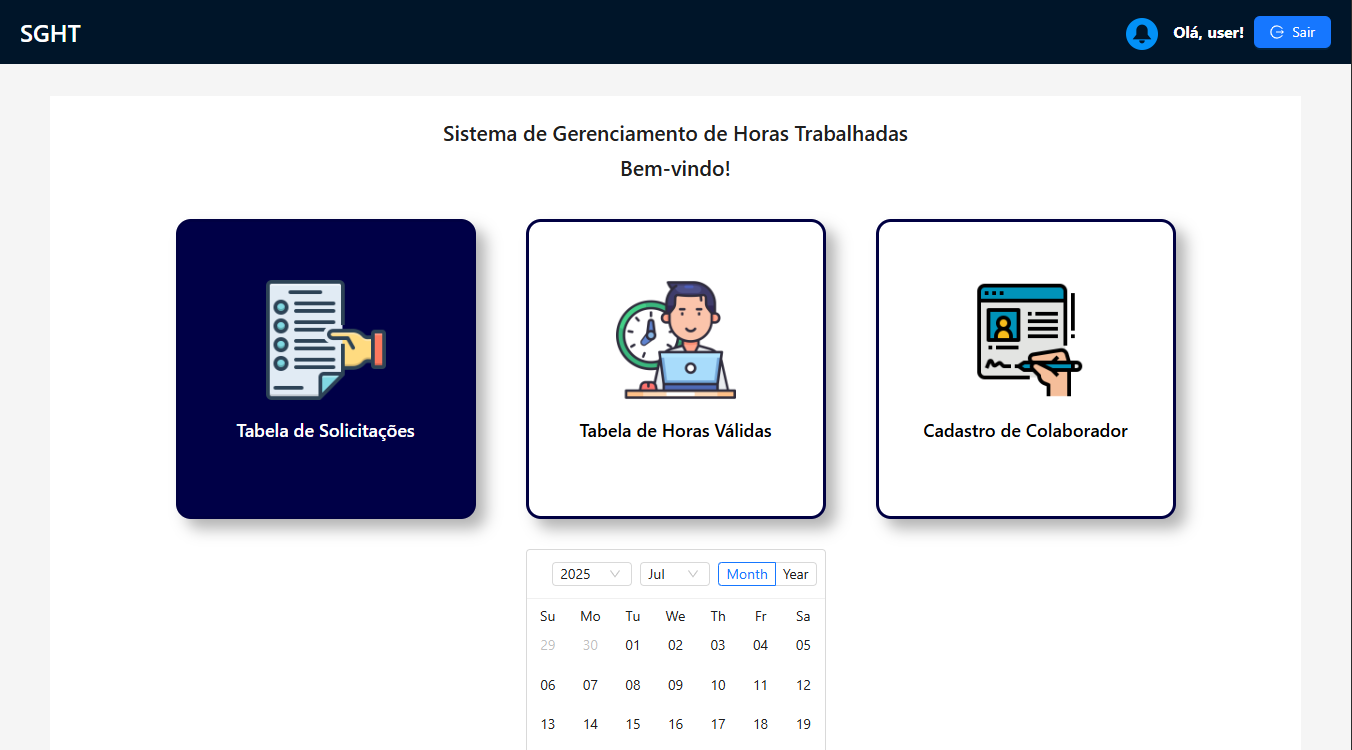 SGHT
Olá, user!
Sair
Sistema de Gerenciamento de Horas Trabalhadas
Bem-vindo!
Tabela de Solicitações
Tabela de Horas Válidas
Cadastro de Colaborador
2025 Jul Month Year
Su Mo Tu We Th Fr Sa
29 30 01 02 03 04 05
06 07 08 09 10 11 12
13 14 15 16 17 18 19